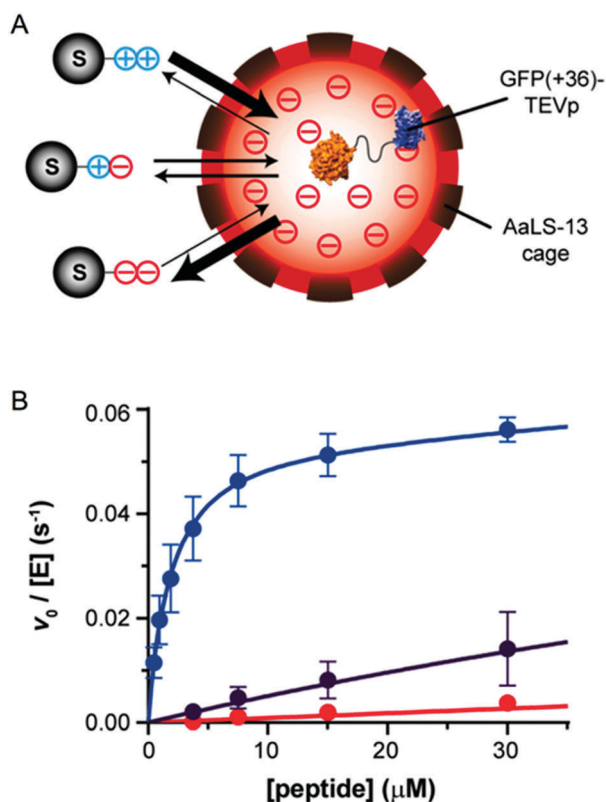 A
S ++
S +−
S −−
GFP(+36)-
TEVp
AaLS-13
cage
B
v₀ / [E] (s⁻¹)
0.06
0.04
0.02
0.00
0 10 20 30
[peptide] (μM)